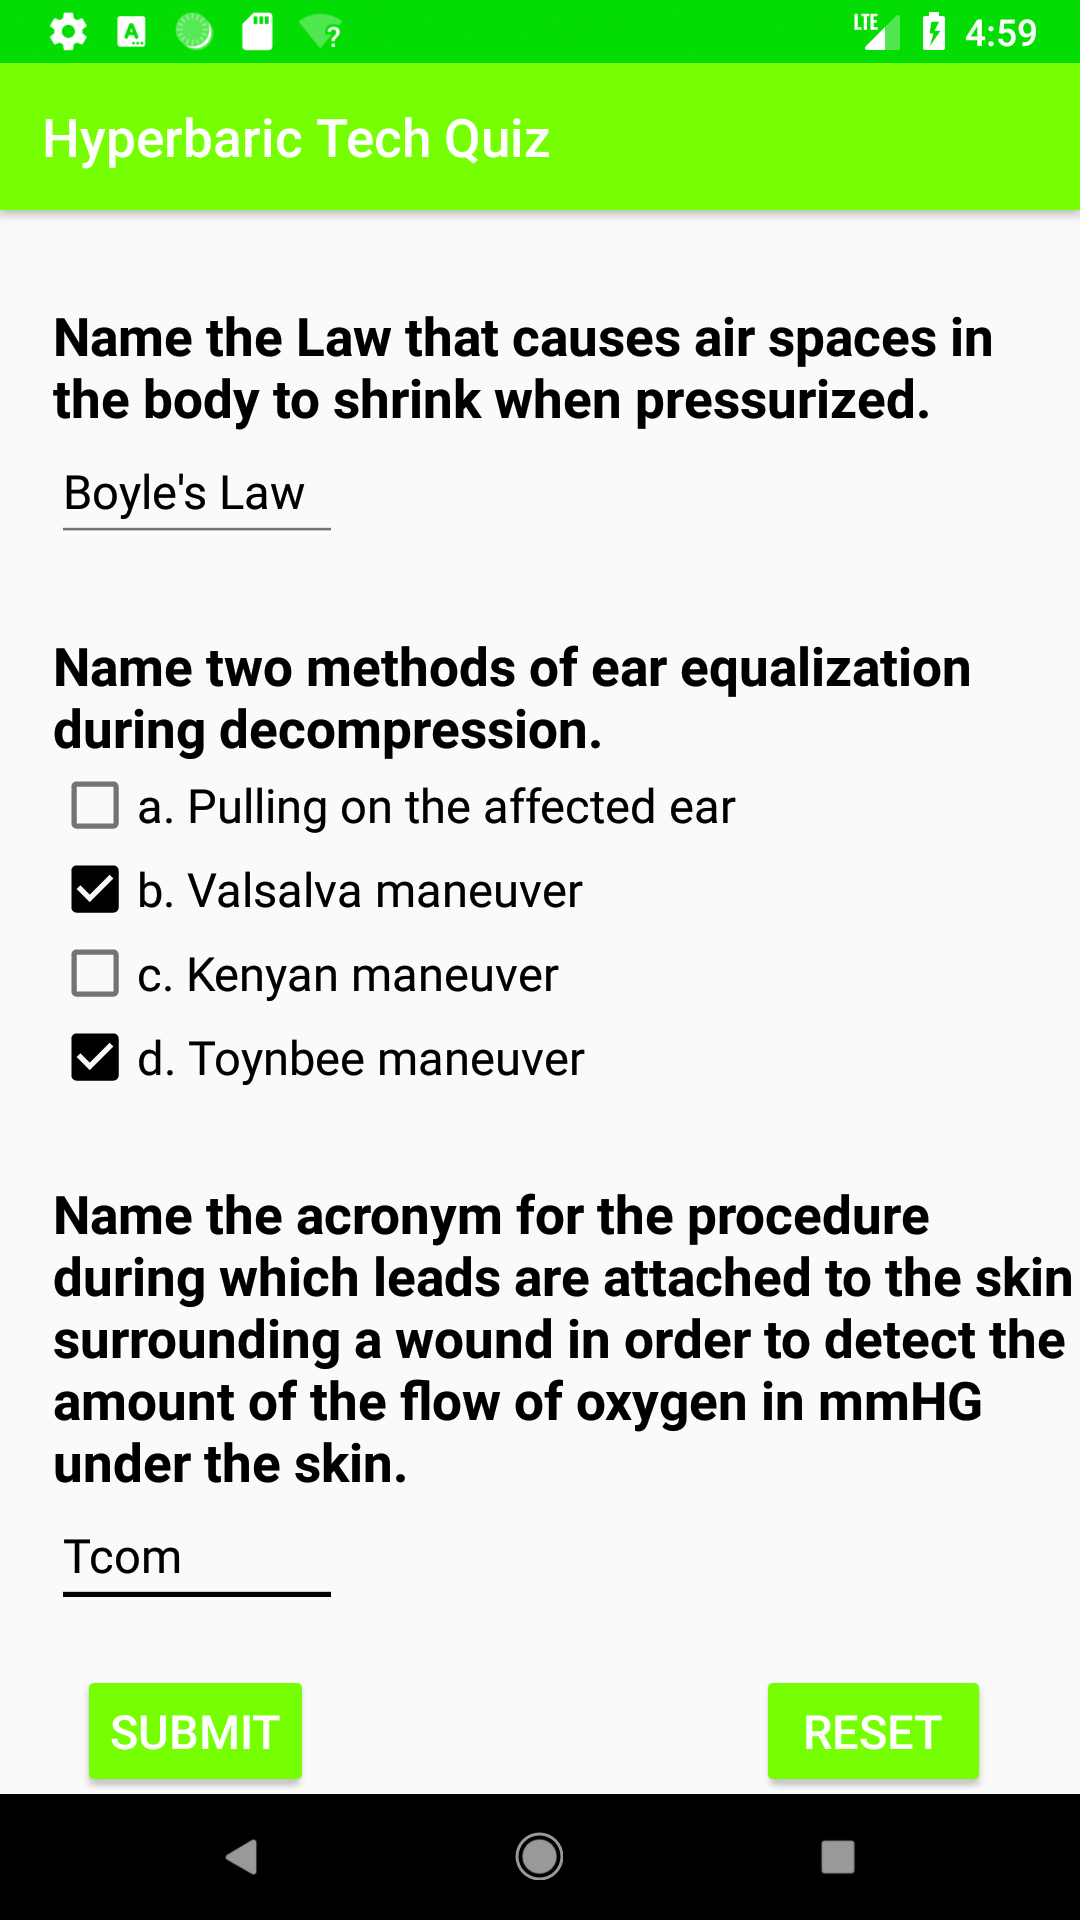 LTE 4:59
Hyperbaric Tech Quiz
Name the Law that causes air spaces in
the body to shrink when pressurized.
Boyle's Law
Name two methods of ear equalization
during decompression.
a. Pulling on the affected ear
b. Valsalva maneuver
c. Kenyan maneuver
d. Toynbee maneuver
Name the acronym for the procedure
during which leads are attached to the skin
surrounding a wound in order to detect the
amount of the flow of oxygen in mmHG
under the skin.
Tcom
SUBMIT RESET